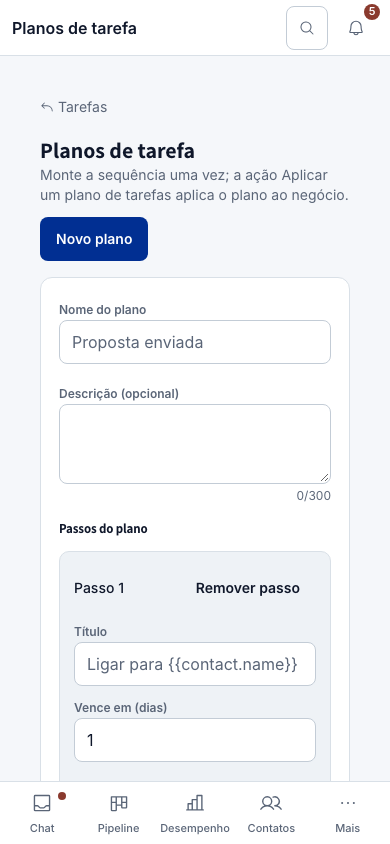 Planos de tarefa
5
Tarefas
Planos de tarefa
Monte a sequência uma vez; a ação Aplicar
um plano de tarefas aplica o plano ao negócio.
Novo plano
Nome do plano
Proposta enviada
Descrição (opcional)
0/300
Passos do plano
Passo 1
Remover passo
Título
Ligar para {{contact.name}}
Vence em (dias)
1
Chat
Pipeline
Desempenho
Contatos
Mais